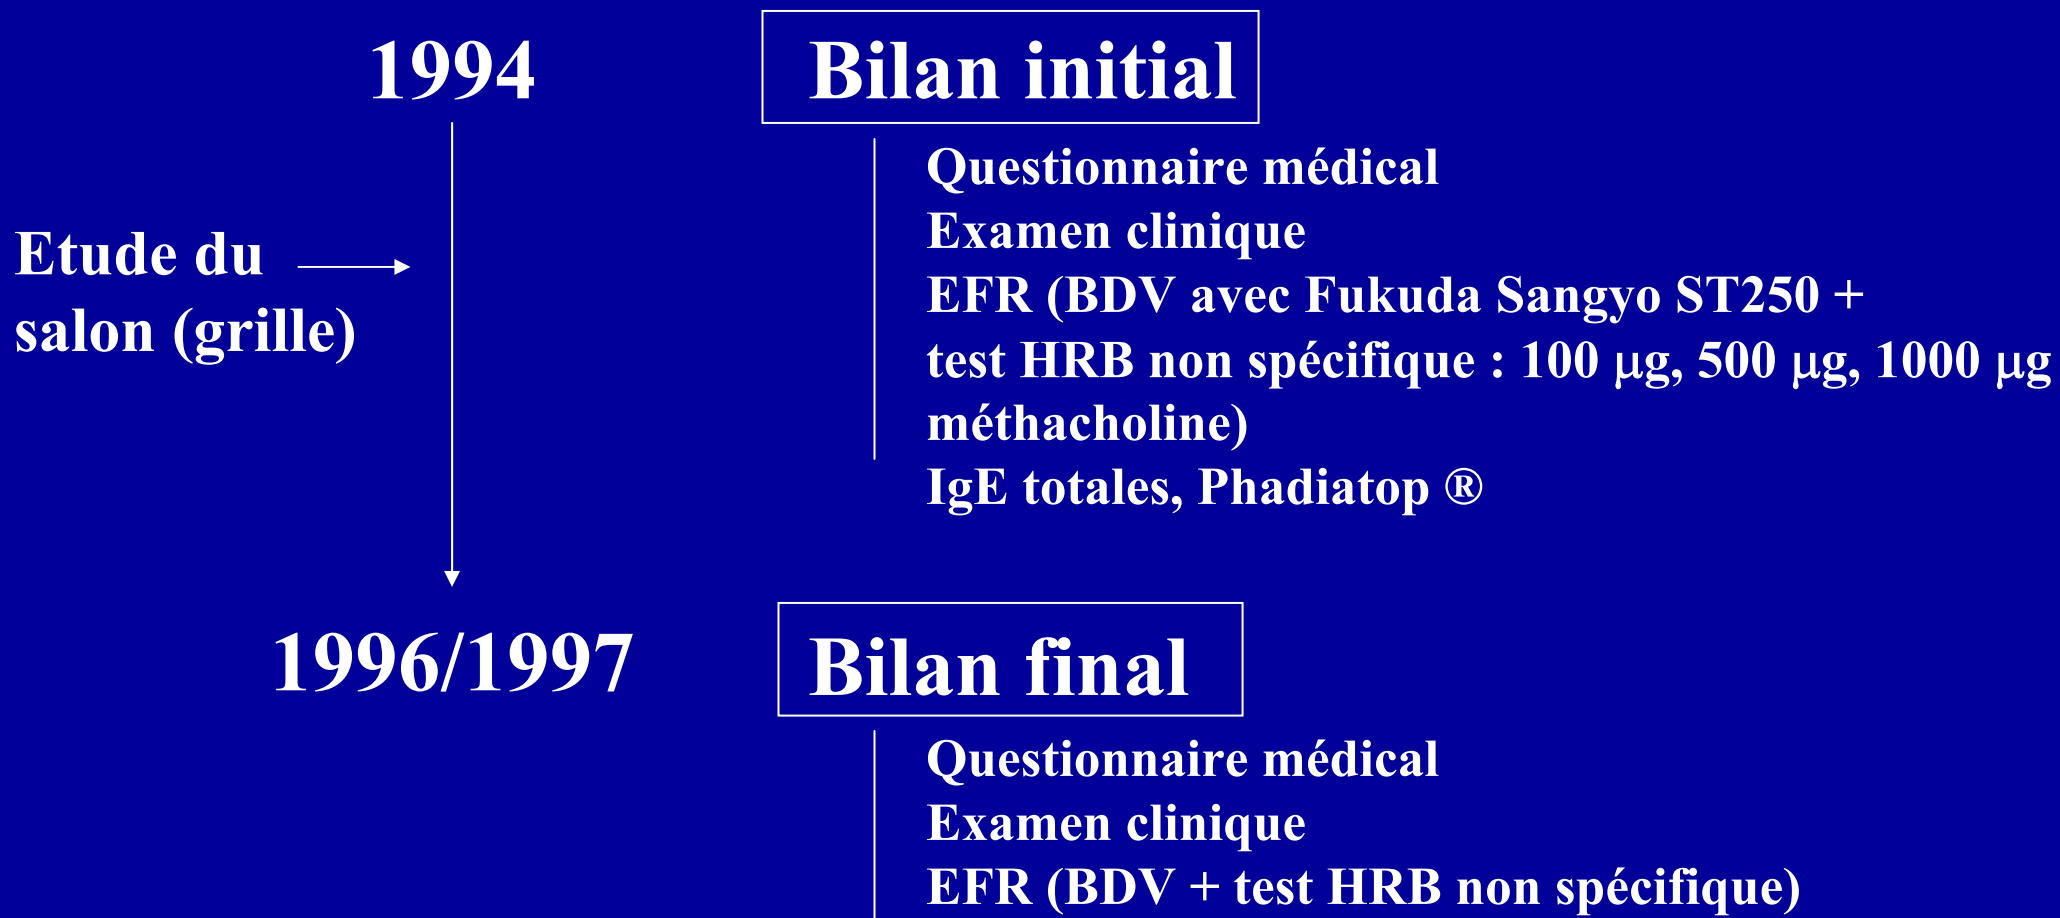 1994
Bilan initial
Questionnaire médical
Examen clinique
EFR (BDV avec Fukuda Sangyo ST250 +
test HRB non spécifique : 100 µg, 500 µg, 1000 µg
méthacholine)
IgE totales, Phadiatop ®
Etude du
salon (grille)
1996/1997
Bilan final
Questionnaire médical
Examen clinique
EFR (BDV + test HRB non spécifique)